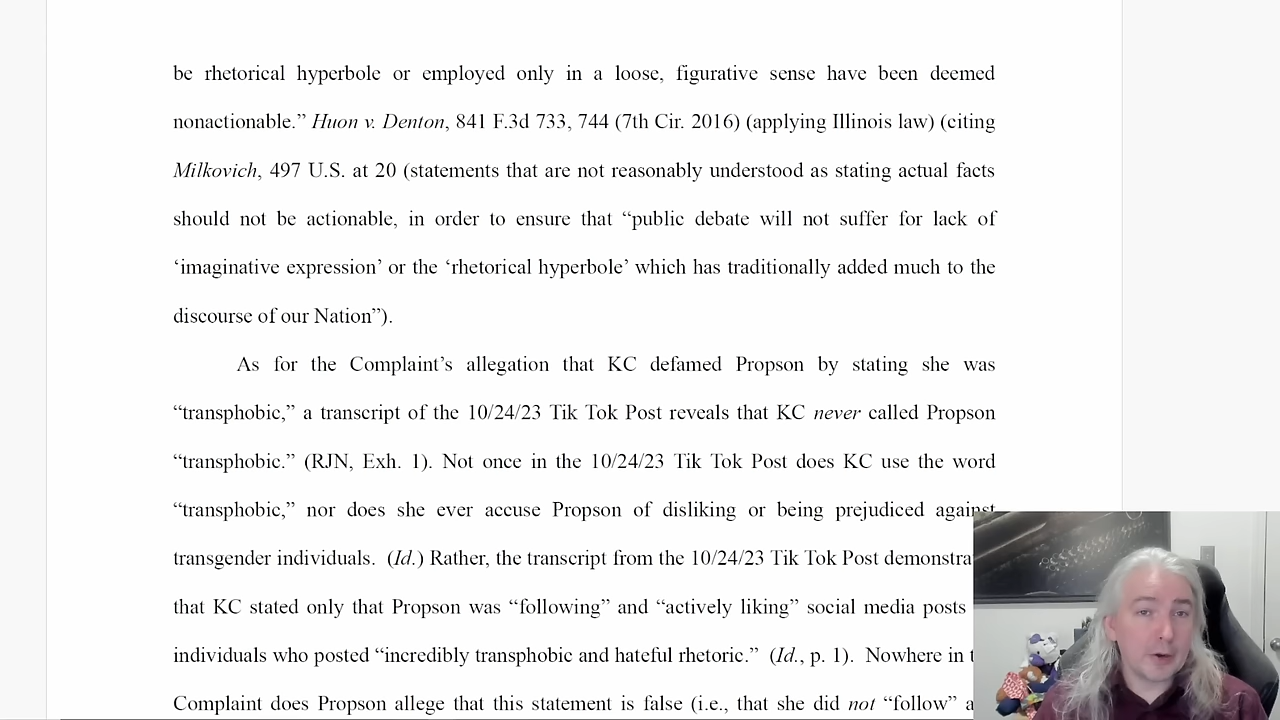 be rhetorical hyperbole or employed only in a loose, figurative sense have been deemed
nonactionable.” Huon v. Denton, 841 F.3d 733, 744 (7th Cir. 2016) (applying Illinois law) (citing
Milkovich, 497 U.S. at 20 (statements that are not reasonably understood as stating actual facts
should not be actionable, in order to ensure that “public debate will not suffer for lack of
‘imaginative expression’ or the ‘rhetorical hyperbole’ which has traditionally added much to the
discourse of our Nation”).
As for the Complaint’s allegation that KC defamed Propson by stating she was
“transphobic,” a transcript of the 10/24/23 Tik Tok Post reveals that KC never called Propson
“transphobic.” (RJN, Exh. 1). Not once in the 10/24/23 Tik Tok Post does KC use the word
“transphobic,” nor does she ever accuse Propson of disliking or being prejudiced against
transgender individuals. (Id.) Rather, the transcript from the 10/24/23 Tik Tok Post
that KC stated only that Propson was “following” and “actively liking” social media posts
individuals who posted “incredibly transphobic and hateful rhetoric.” (Id., p. 1). Nowhere in
Complaint does Propson allege that this statement is false (i.e., that she did not “follow”